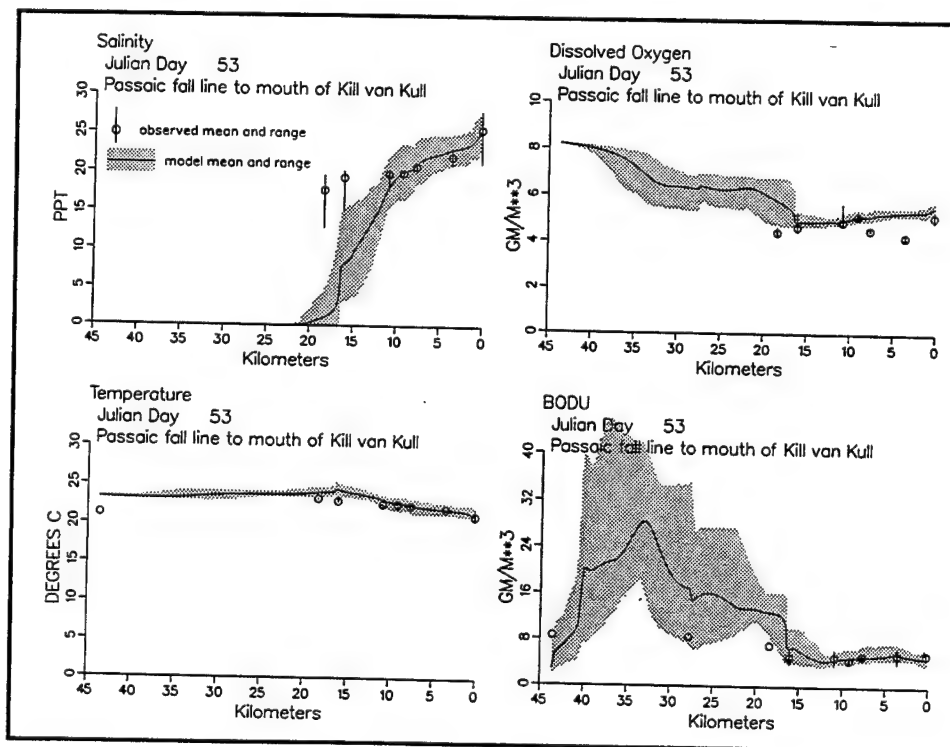 Salinity
Julian Day 53
Passaic fall line to mouth of Kill van Kull
30
25
20
15
10
5
0
PPT
observed mean and range
model mean and range
45 40 35 30 25 20 15 10 5 0
Kilometers
Dissolved Oxygen
Julian Day 53
Passaic fall line to mouth of Kill van Kull
10
8
6
4
2
0
GM/M**3
45 40 35 30 25 20 15 10 5 0
Kilometers
Temperature
Julian Day 53
Passaic fall line to mouth of Kill van Kull
30
25
20
15
10
5
0
DEGREES C
45 40 35 30 25 20 15 10 5 0
Kilometers
BODU
Julian Day 53
Passaic fall line to mouth of Kill van Kull
40
32
24
16
8
0
GM/M**3
45 40 35 30 25 20 15 10 5 0
Kilometers